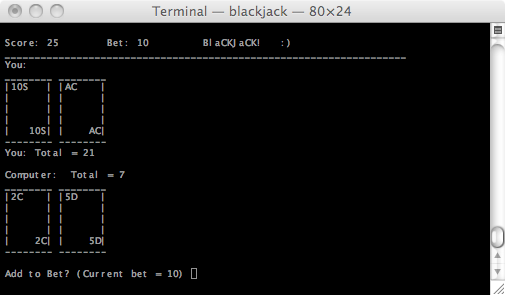 Terminal — blackjack — 80×24
Score: 25 Bet: 10 BlaCKJaCK! :)
You:
10S AC
10S AC
You: Total = 21
Computer: Total = 7
2C 5D
2C 5D
Add to Bet? (Current bet = 10)